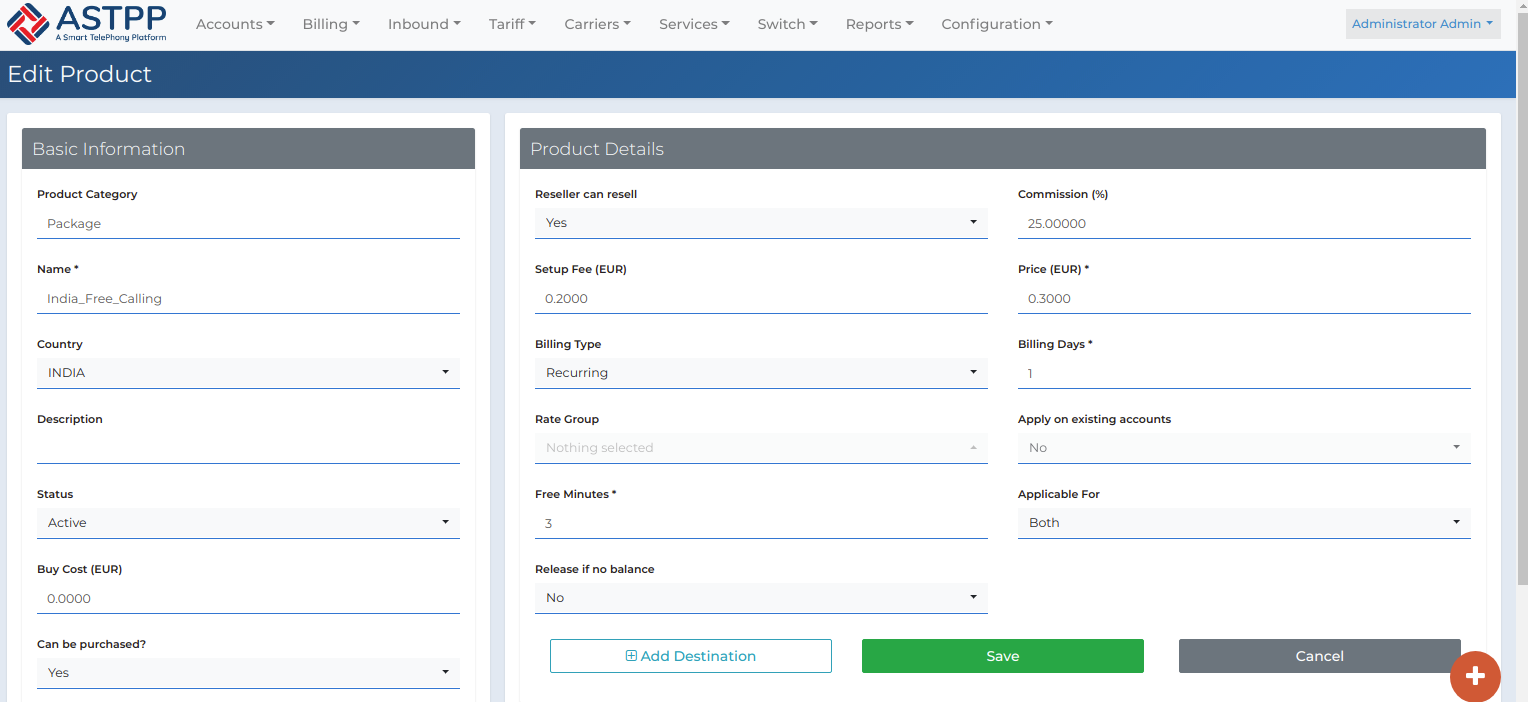 ASTPP
A Smart TelePhony Platform
Accounts Billing Inbound Tariff Carriers Services Switch Reports Configuration Administrator Admin
Edit Product
Basic Information
Product Category
Package
Name *
India_Free_Calling
Country
INDIA
Description
Status
Active
Buy Cost (EUR)
0.0000
Can be purchased?
Yes
Product Details
Reseller can resell Commission (%)
Yes 25.00000
Setup Fee (EUR) Price (EUR) *
0.2000 0.3000
Billing Type Billing Days *
Recurring 1
Rate Group Apply on existing accounts
Nothing selected No
Free Minutes * Applicable For
3 Both
Release if no balance
No
Add Destination Save Cancel